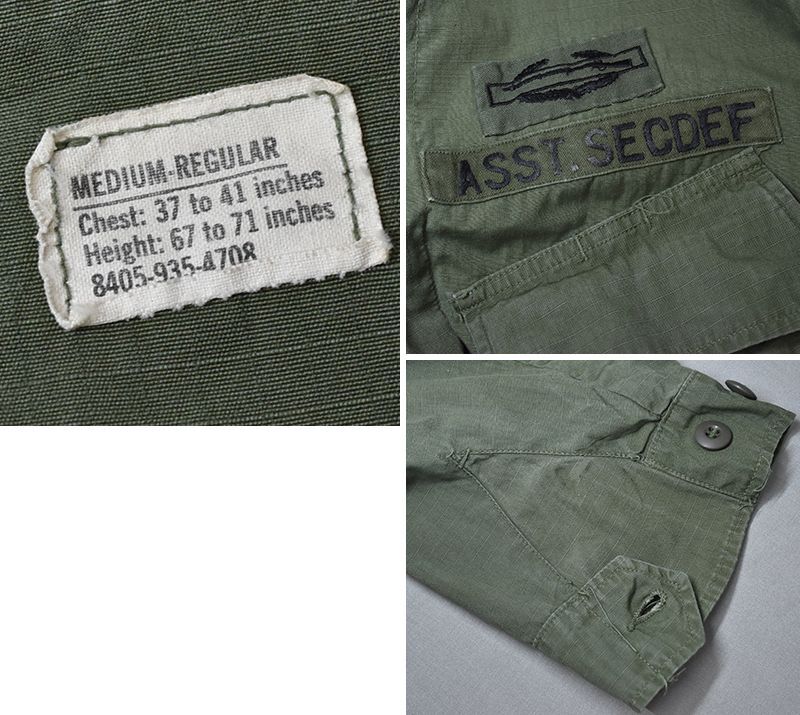 MEDIUM-REGULAR
Chest: 37 to 41 inches
Height: 67 to 71 inches
8405-935-4708
ASST. SECDEF